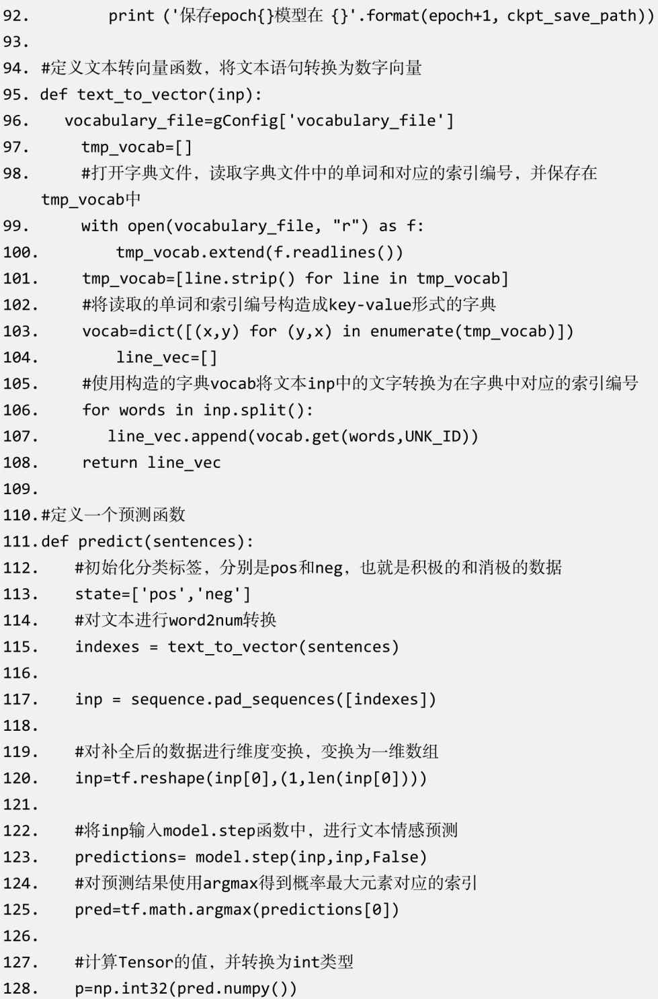 92.        print ('保存epoch{}模型在 {}'.format(epoch+1, ckpt_save_path))
93.
94. #定义文本转向量函数，将文本语句转换为数字向量
95. def text_to_vector(inp):
96.   vocabulary_file=gConfig['vocabulary_file']
97.     tmp_vocab=[]
98.     #打开字典文件，读取字典文件中的单词和对应的索引编号，并保存在
tmp_vocab中
99.     with open(vocabulary_file, "r") as f:
100.        tmp_vocab.extend(f.readlines())
101.    tmp_vocab=[line.strip() for line in tmp_vocab]
102.    #将读取的单词和索引编号构造成key-value形式的字典
103.    vocab=dict([(x,y) for (y,x) in enumerate(tmp_vocab)])
104.        line_vec=[]
105.    #使用构造的字典vocab将文本inp中的文字转换为在字典中对应的索引编号
106.    for words in inp.split():
107.       line_vec.append(vocab.get(words,UNK_ID))
108.    return line_vec
109.
110.#定义一个预测函数
111.def predict(sentences):
112.    #初始化分类标签，分别是pos和neg，也就是积极的和消极的数据
113.    state=['pos','neg']
114.    #对文本进行word2num转换
115.    indexes = text_to_vector(sentences)
116.
117.    inp = sequence.pad_sequences([indexes])
118.
119.    #对补全后的数据进行维度变换，变换为一维数组
120.    inp=tf.reshape(inp[0],(1,len(inp[0])))
121.
122.    #将inp输入model.step函数中，进行文本情感预测
123.    predictions= model.step(inp,inp,False)
124.    #对预测结果使用argmax得到概率最大元素对应的索引
125.    pred=tf.math.argmax(predictions[0])
126.
127.    #计算Tensor的值，并转换为int类型
128.    p=np.int32(pred.numpy())